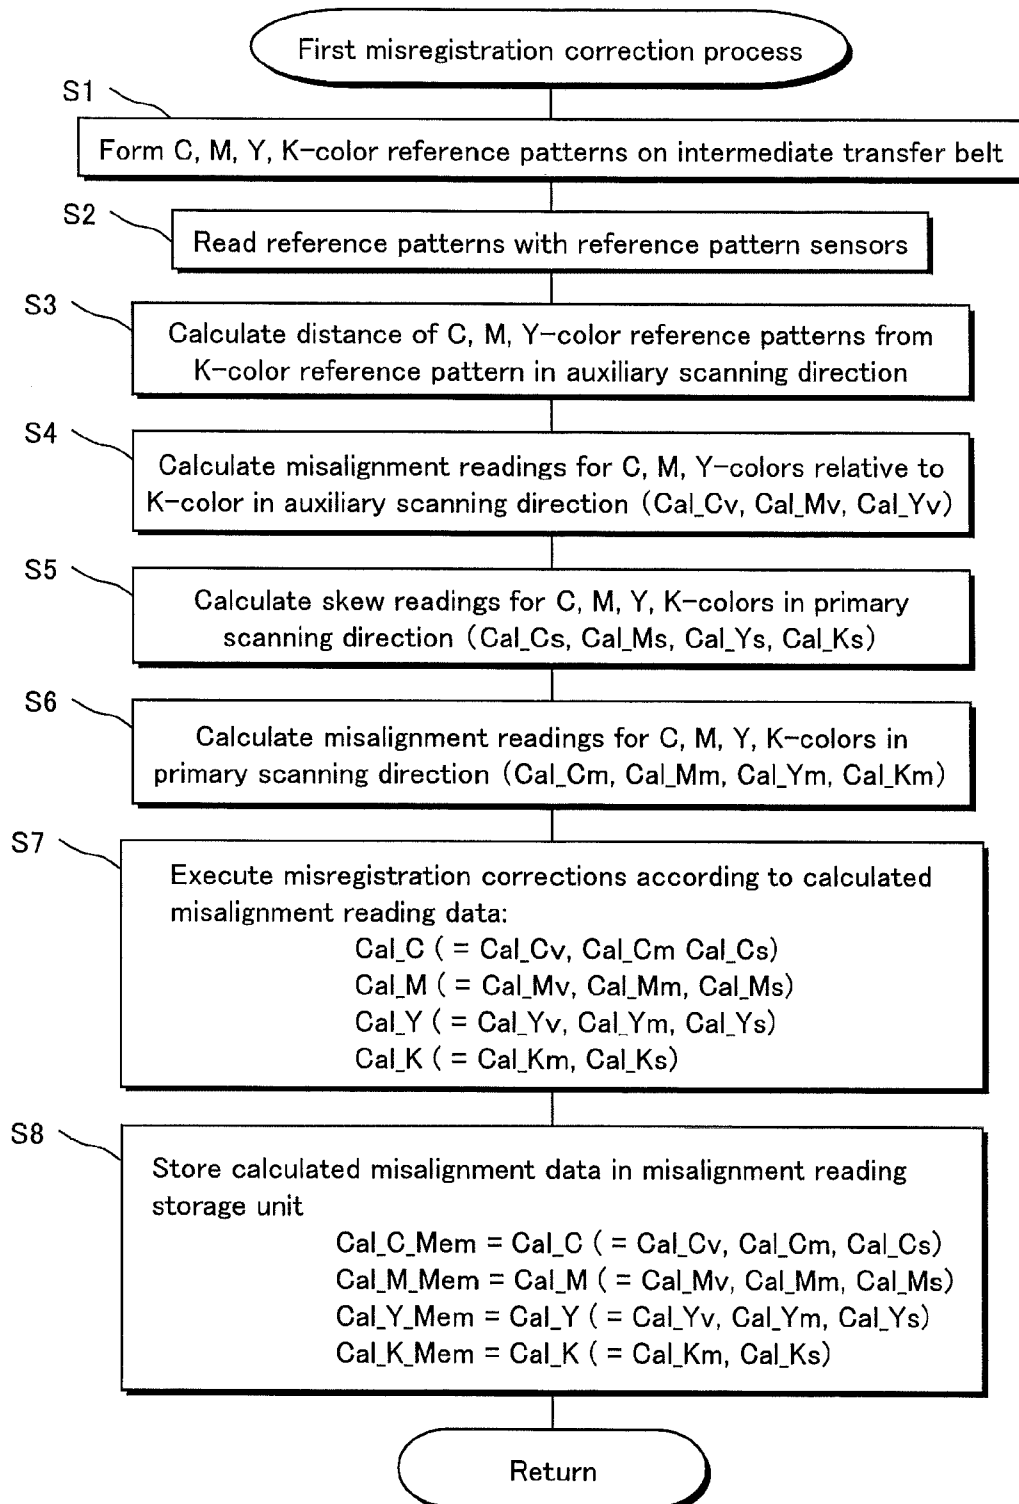 First misregistration correction process
S1
Form C, M, Y, K-color reference patterns on intermediate transfer belt
S2
Read reference patterns with reference pattern sensors
S3
Calculate distance of C, M, Y-color reference patterns from
K-color reference pattern in auxiliary scanning direction
S4
Calculate misalignment readings for C, M, Y-colors relative to
K-color in auxiliary scanning direction (Cal_Cv, Cal_Mv, Cal_Yv)
S5
Calculate skew readings for C, M, Y, K-colors in primary
scanning direction (Cal_Cs, Cal_Ms, Cal_Ys, Cal_Ks)
S6
Calculate misalignment readings for C, M, Y, K-colors in
primary scanning direction (Cal_Cm, Cal_Mm, Cal_Ym, Cal_Km)
S7
Execute misregistration corrections according to calculated
misalignment reading data:
Cal_C ( = Cal_Cv, Cal_Cm Cal_Cs)
Cal_M ( = Cal_Mv, Cal_Mm, Cal_Ms)
Cal_Y ( = Cal_Yv, Cal_Ym, Cal_Ys)
Cal_K ( = Cal_Km, Cal_Ks)
S8
Store calculated misalignment data in misalignment reading
storage unit
Cal_C_Mem = Cal_C ( = Cal_Cv, Cal_Cm, Cal_Cs)
Cal_M_Mem = Cal_M ( = Cal_Mv, Cal_Mm, Cal_Ms)
Cal_Y_Mem = Cal_Y ( = Cal_Yv, Cal_Ym, Cal_Ys)
Cal_K_Mem = Cal_K ( = Cal_Km, Cal_Ks)
Return